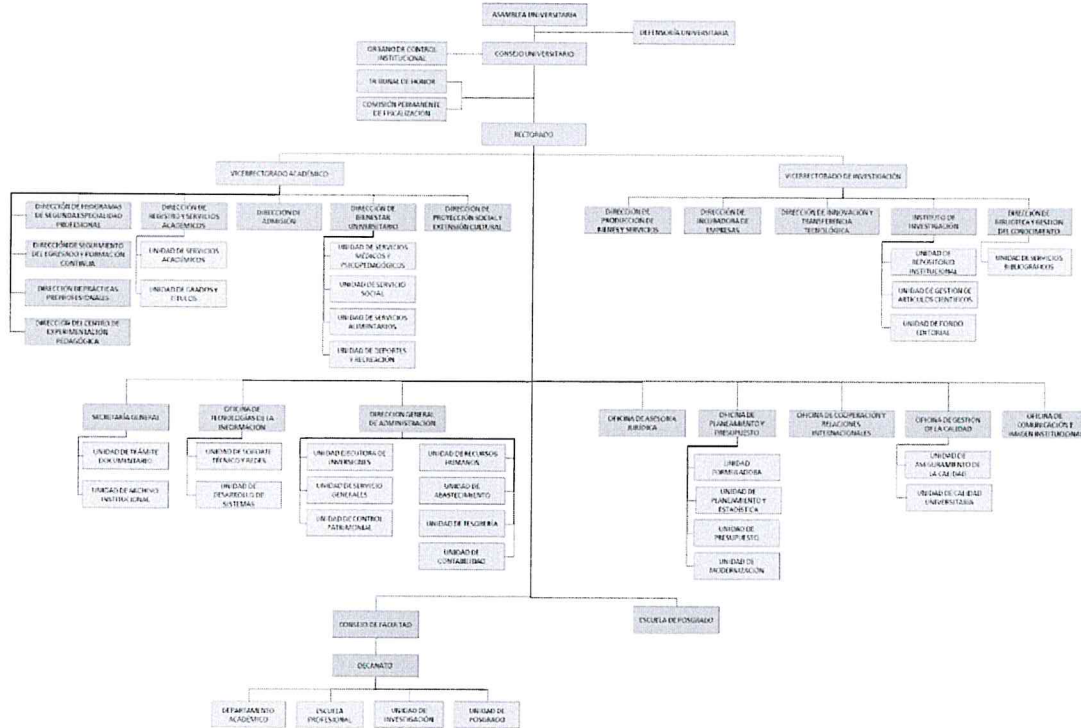 ASAMBLEA UNIVERSITARIA
DEFENSORÍA UNIVERSITARIA
ÓRGANO DE CONTROL
INSTITUCIONAL
CONSEJO UNIVERSITARIO
TRIBUNAL DE HONOR
COMISIÓN PERMANENTE
DE FISCALIZACIÓN
RECTORADO
VICERRECTORADO ACADÉMICO
VICERRECTORADO DE INVESTIGACIÓN
DIRECCIÓN DE PROGRAMAS
DE SEGUNDA ESPECIALIDAD
PROFESIONAL
DIRECCIÓN DE
REGISTRO Y SERVICIOS
ACADÉMICOS
DIRECCIÓN DE
ADMISIÓN
DIRECCIÓN DE
BIENESTAR
UNIVERSITARIO
DIRECCIÓN DE
PROYECCIÓN SOCIAL Y
EXTENSIÓN CULTURAL
DIRECCIÓN DE
PRODUCCIÓN DE
BIENES Y SERVICIOS
DIRECCIÓN DE
INCUBADORA DE
EMPRESAS
DIRECCIÓN DE INNOVACIÓN Y
TRANSFERENCIA
TECNOLÓGICA
INSTITUTO DE
INVESTIGACIÓN
DIRECCIÓN DE
BIBLIOTECA Y GESTIÓN
DEL CONOCIMIENTO
DIRECCIÓN DE SEGUIMIENTO
DEL EGRESADO Y FORMACIÓN
CONTINUA
DIRECCIÓN DE PRÁCTICAS
PREPROFESIONALES
DIRECCIÓN DEL CENTRO DE
EXPERIMENTACIÓN
PEDAGÓGICA
UNIDAD DE SERVICIOS
ACADÉMICOS
UNIDAD DE GRADOS Y
TÍTULOS
UNIDAD DE SERVICIOS
MÉDICOS Y
PSICOPEDAGÓGICOS
UNIDAD DE SERVICIO
SOCIAL
UNIDAD DE SERVICIOS
ALIMENTARIOS
UNIDAD DE DEPORTES
Y RECREACIÓN
UNIDAD DE
REPOSITORIO
INSTITUCIONAL
UNIDAD DE GESTIÓN DE
ARTÍCULOS CIENTÍFICOS
UNIDAD DE FONDO
EDITORIAL
UNIDAD DE SERVICIOS
BIBLIOGRÁFICOS
SECRETARÍA GENERAL
OFICINA DE
TECNOLOGÍAS DE LA
INFORMACIÓN
DIRECCIÓN GENERAL
DE ADMINISTRACIÓN
OFICINA DE ASESORÍA
JURÍDICA
OFICINA DE
PLANEAMIENTO Y
PRESUPUESTO
OFICINA DE COOPERACIÓN Y
RELACIONES
INTERNACIONALES
OFICINA DE GESTIÓN
DE LA CALIDAD
OFICINA DE
COMUNICACIÓN Y
IMAGEN INSTITUCIONAL
UNIDAD DE TRÁMITE
DOCUMENTARIO
UNIDAD DE ARCHIVO
INSTITUCIONAL
UNIDAD DE SOPORTE
TÉCNICO Y REDES
UNIDAD DE
DESARROLLO DE
SISTEMAS
UNIDAD EJECUTORA DE
INVERSIONES
UNIDAD DE SERVICIO
GENERALES
UNIDAD DE CONTROL
PATRIMONIAL
UNIDAD DE RECURSOS
HUMANOS
UNIDAD DE
ABASTECIMIENTO
UNIDAD DE TESORERÍA
UNIDAD DE
CONTABILIDAD
UNIDAD
FORMULADORA
UNIDAD DE
PLANEAMIENTO Y
ESTADÍSTICA
UNIDAD DE
PRESUPUESTO
UNIDAD DE
MODERNIZACIÓN
UNIDAD DE
ASEGURAMIENTO DE
LA CALIDAD
UNIDAD DE CALIDAD
UNIVERSITARIA
CONSEJO DE FACULTAD
ESCUELA DE POSGRADO
DECANATO
DEPARTAMENTO
ACADÉMICO
ESCUELA
PROFESIONAL
UNIDAD DE
INVESTIGACIÓN
UNIDAD DE
POSGRADO